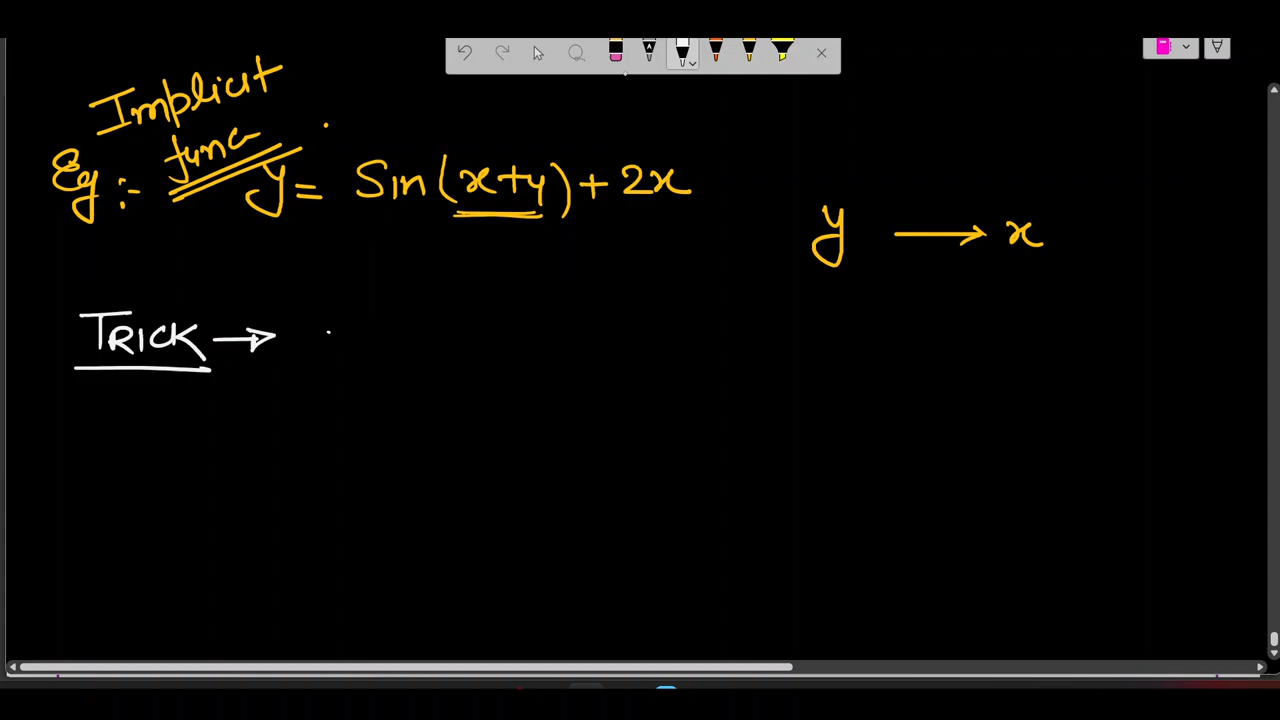 Implicit
func
Eg :- y = Sin(x+y) + 2x
y → x
TRICK →